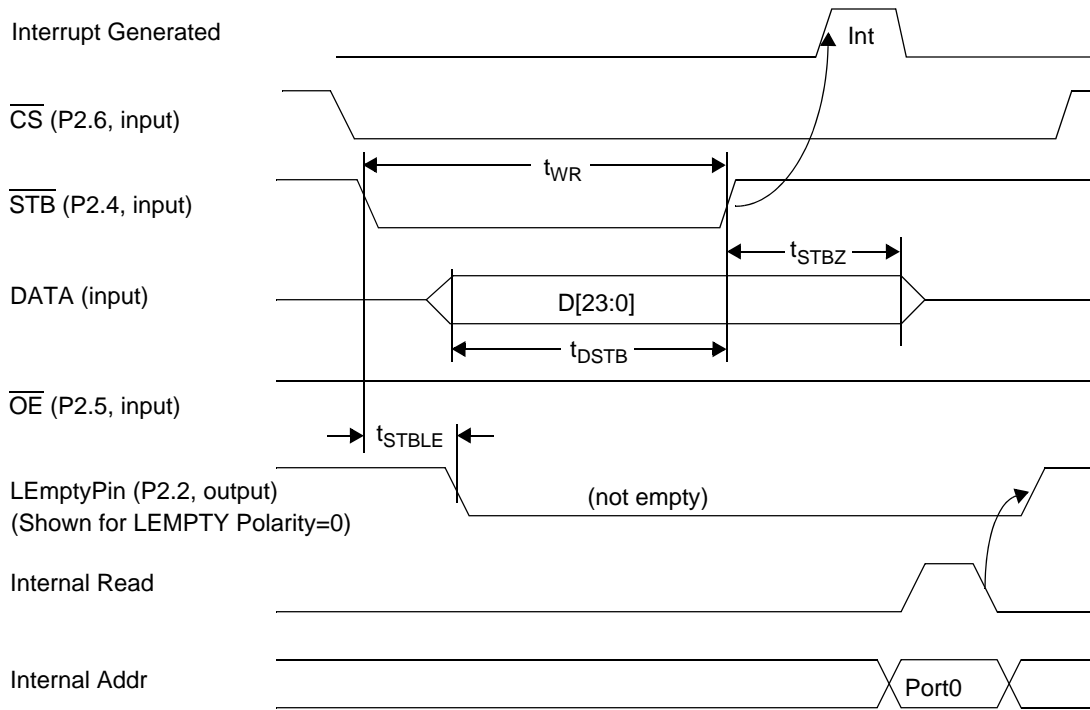 Interrupt Generated
Int
CS (P2.6, input)
tWR
STB (P2.4, input)
tSTBZ
DATA (input)
D[23:0]
tDSTB
OE (P2.5, input)
tSTBLE
LEmptyPin (P2.2, output)
(not empty)
(Shown for LEMPTY Polarity=0)
Internal Read
Internal Addr
Port0